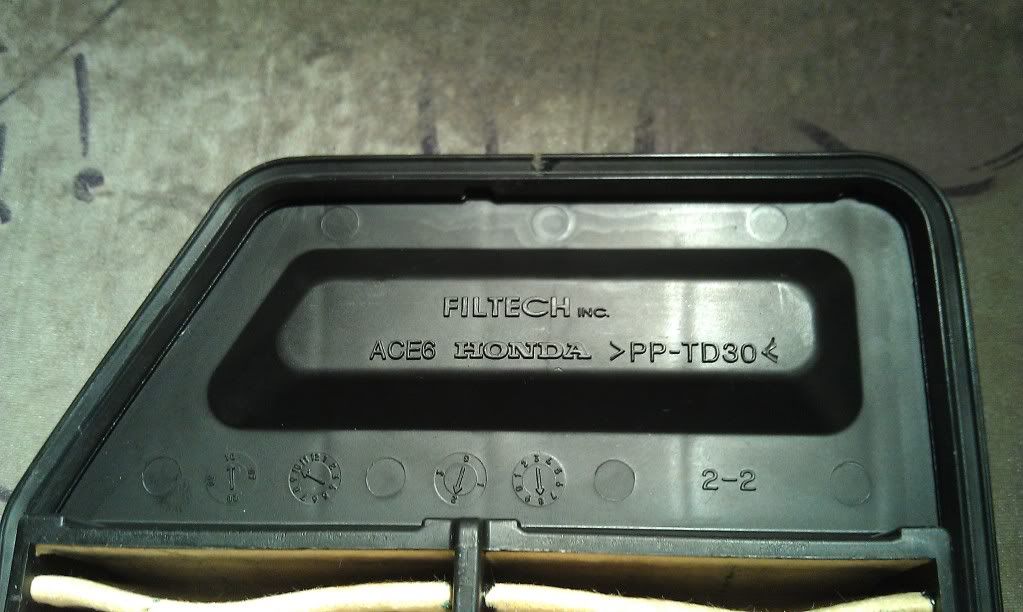 FILTECH INC.
ACE6 HONDA >PP-TD30<
2-2